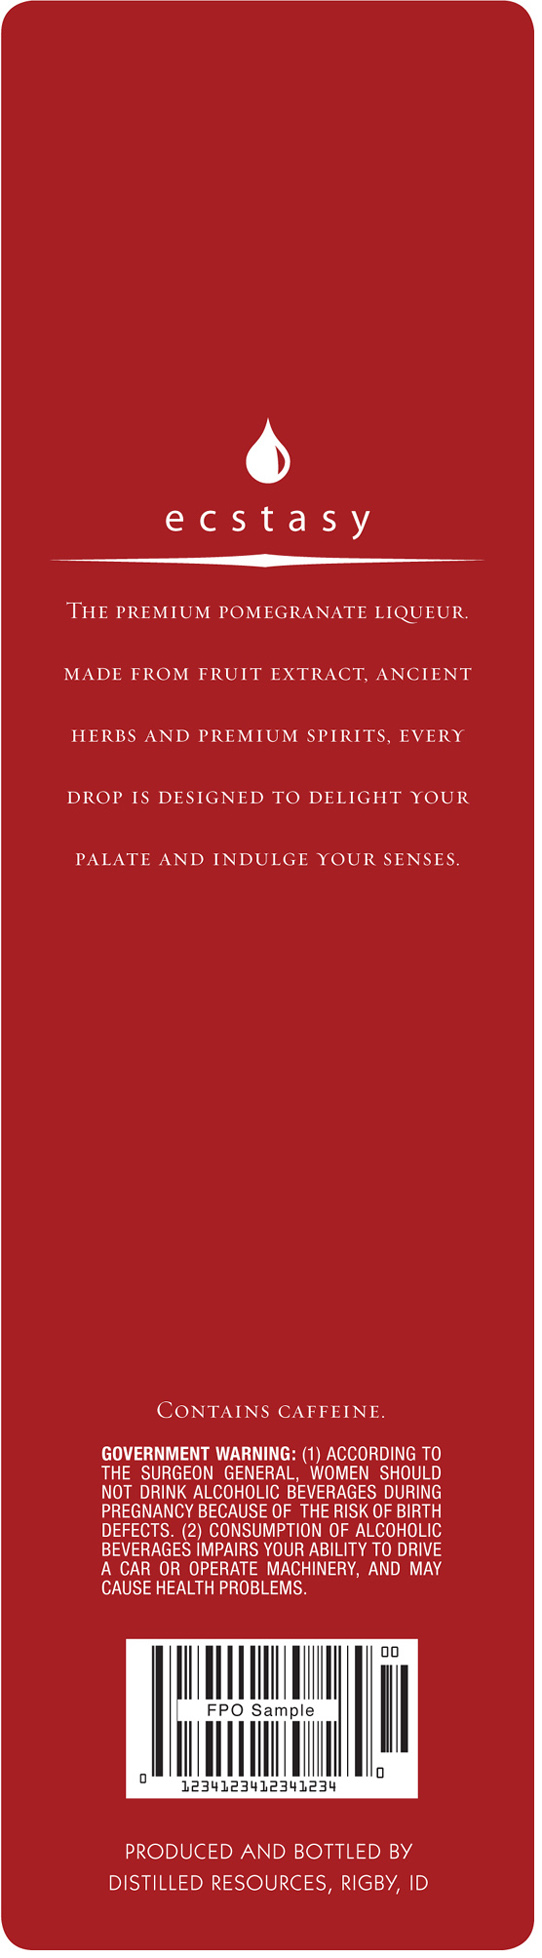 ecstasy
The premium pomegranate liqueur.
made from fruit extract, ancient
herbs and premium spirits, every
drop is designed to delight your
palate and indulge your senses.
Contains caffeine.
GOVERNMENT WARNING: (1) ACCORDING TO
THE SURGEON GENERAL, WOMEN SHOULD
NOT DRINK ALCOHOLIC BEVERAGES DURING
PREGNANCY BECAUSE OF THE RISK OF BIRTH
DEFECTS. (2) CONSUMPTION OF ALCOHOLIC
BEVERAGES IMPAIRS YOUR ABILITY TO DRIVE
A CAR OR OPERATE MACHINERY, AND MAY
CAUSE HEALTH PROBLEMS.
00
FPO Sample
0 1234123412341234 0
PRODUCED AND BOTTLED BY
DISTILLED RESOURCES, RIGBY, ID